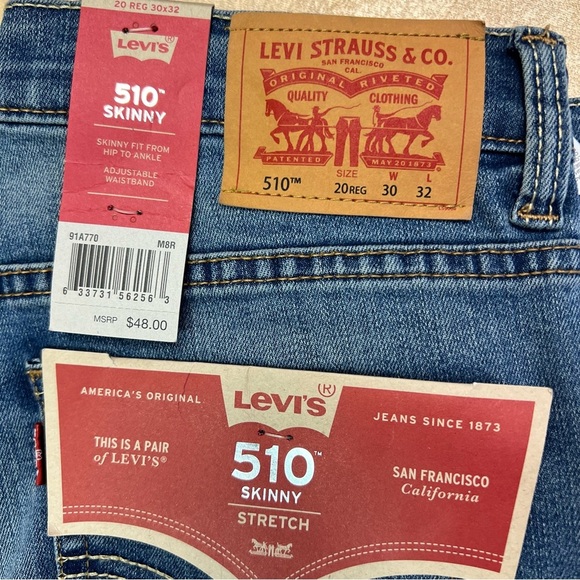 20 REG 30x32
Levi's®
510™
SKINNY
SKINNY FIT FROM
HIP TO ANKLE
ADJUSTABLE
WAISTBAND
91A770 M8R
6 33731 56256 3
MSRP $48.00
LEVI STRAUSS & CO.
SAN FRANCISCO
CAL.
ORIGINAL RIVETED
QUALITY CLOTHING
PATENTED MAY 20 1873
SIZE W L
510™ 20REG 30 32
AMERICA'S ORIGINAL
LEVI'S®
JEANS SINCE 1873
THIS IS A PAIR
of LEVI'S®
510™
SKINNY
STRETCH
SAN FRANCISCO
California